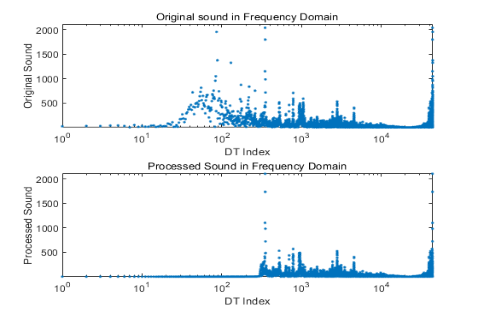 Original sound in Frequency Domain
2000
1500
1000
500
Original Sound
10^0 10^1 10^2 10^3 10^4
DT Index
Processed Sound in Frequency Domain
2000
1500
1000
500
Processed Sound
10^0 10^1 10^2 10^3 10^4
DT Index